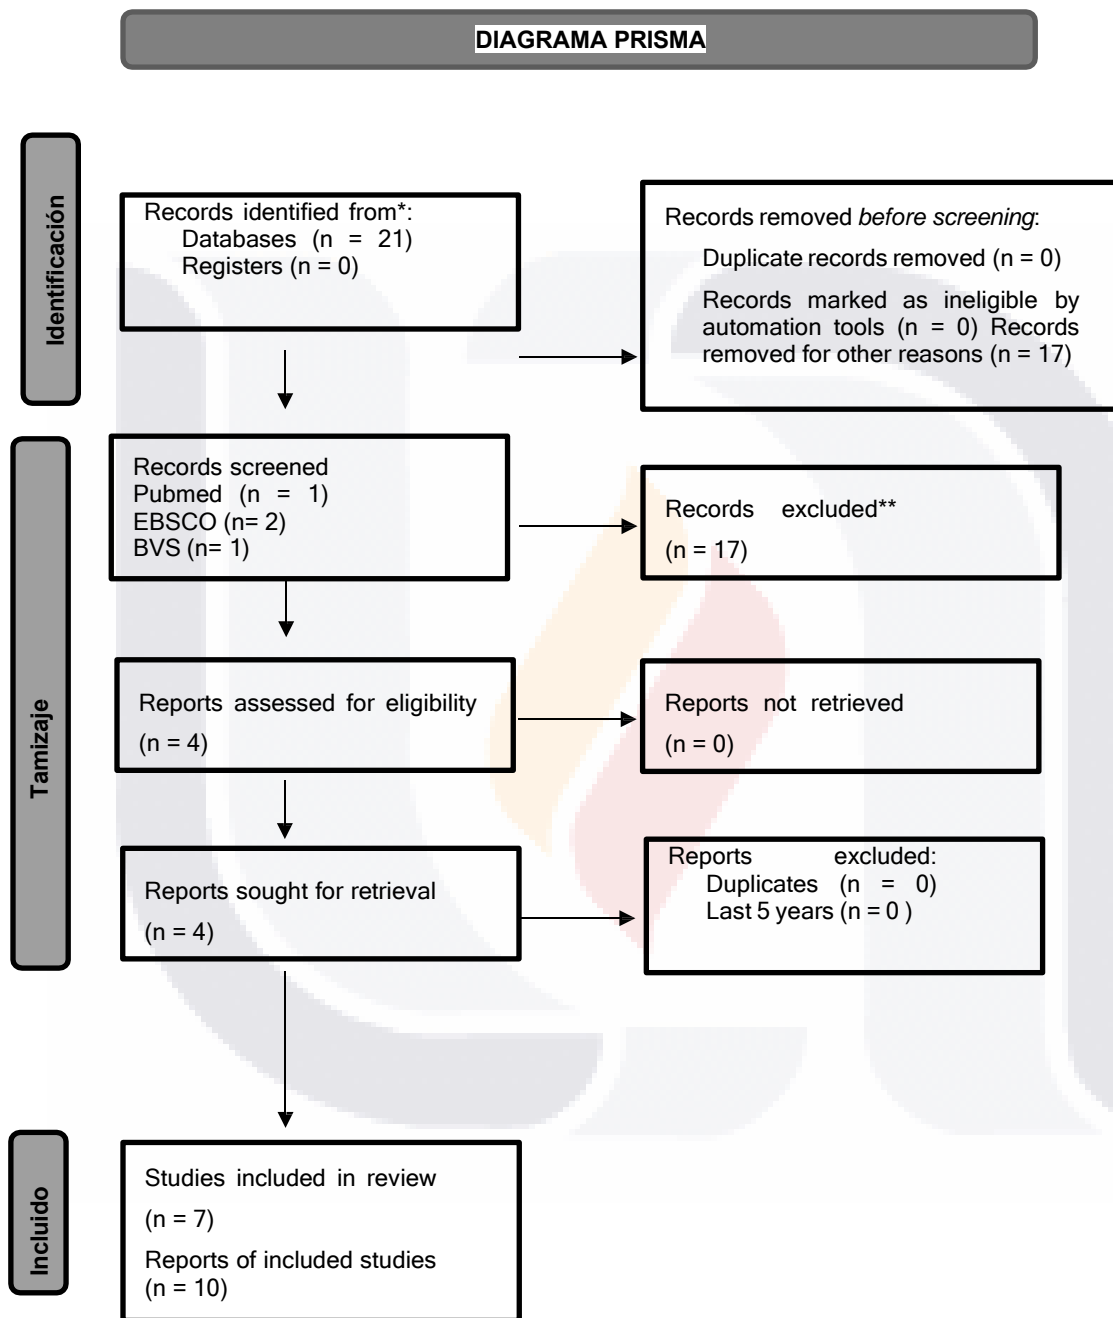 DIAGRAMA PRISMA
Identificación
Records identified from*:
Databases (n = 21)
Registers (n = 0)
Records removed before screening:
Duplicate records removed (n = 0)
Records marked as ineligible by
automation tools (n = 0) Records
removed for other reasons (n = 17)
Tamizaje
Records screened
Pubmed (n = 1)
EBSCO (n= 2)
BVS (n= 1)
Records excluded**
(n = 17)
Reports assessed for eligibility
(n = 4)
Reports not retrieved
(n = 0)
Reports sought for retrieval
(n = 4)
Reports excluded:
Duplicates (n = 0)
Last 5 years (n = 0 )
Incluido
Studies included in review
(n = 7)
Reports of included studies
(n = 10)